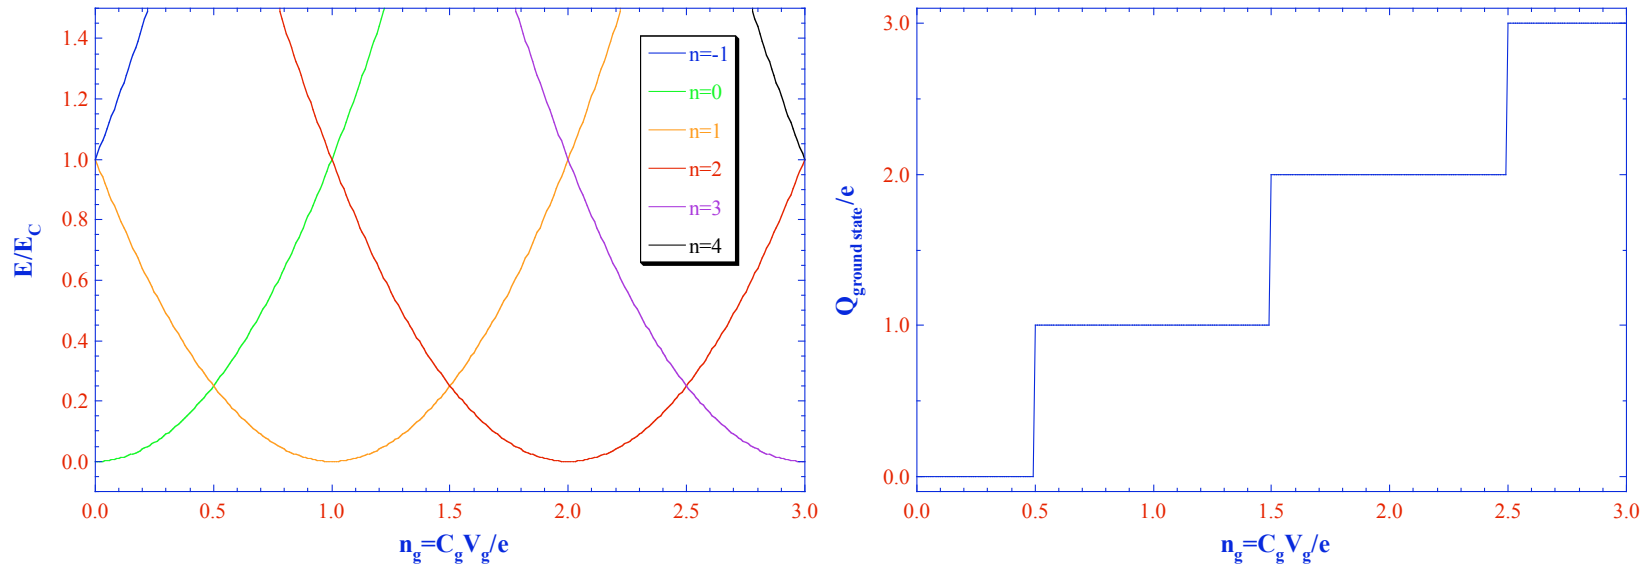 1.4
1.2
1.0
0.8
0.6
0.4
0.2
0.0
E/E_C
0.0 0.5 1.0 1.5 2.0 2.5 3.0
n_g=C_gV_g/e
n=-1
n=0
n=1
n=2
n=3
n=4
3.0
2.0
1.0
0.0
Q_ground state/e
0.0 0.5 1.0 1.5 2.0 2.5 3.0
n_g=C_gV_g/e